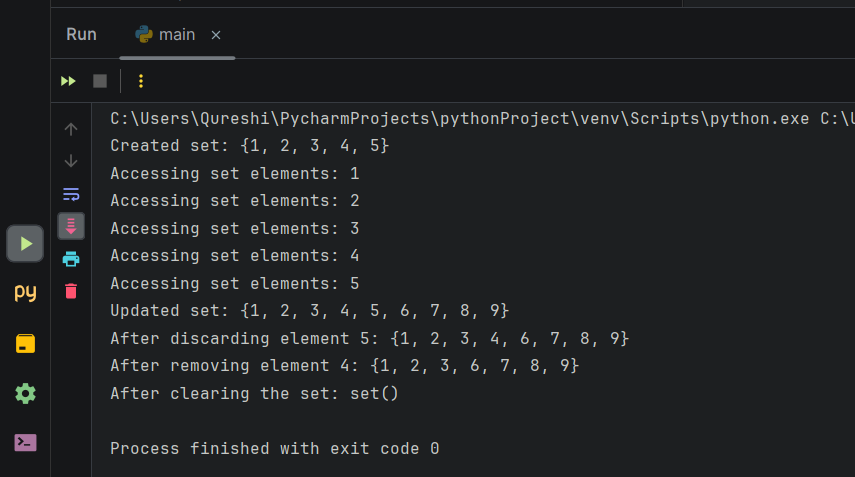 Run main
C:\Users\Qureshi\PycharmProjects\pythonProject\venv\Scripts\python.exe C:\U
Created set: {1, 2, 3, 4, 5}
Accessing set elements: 1
Accessing set elements: 2
Accessing set elements: 3
Accessing set elements: 4
Accessing set elements: 5
Updated set: {1, 2, 3, 4, 5, 6, 7, 8, 9}
After discarding element 5: {1, 2, 3, 4, 6, 7, 8, 9}
After removing element 4: {1, 2, 3, 6, 7, 8, 9}
After clearing the set: set()
Process finished with exit code 0
py